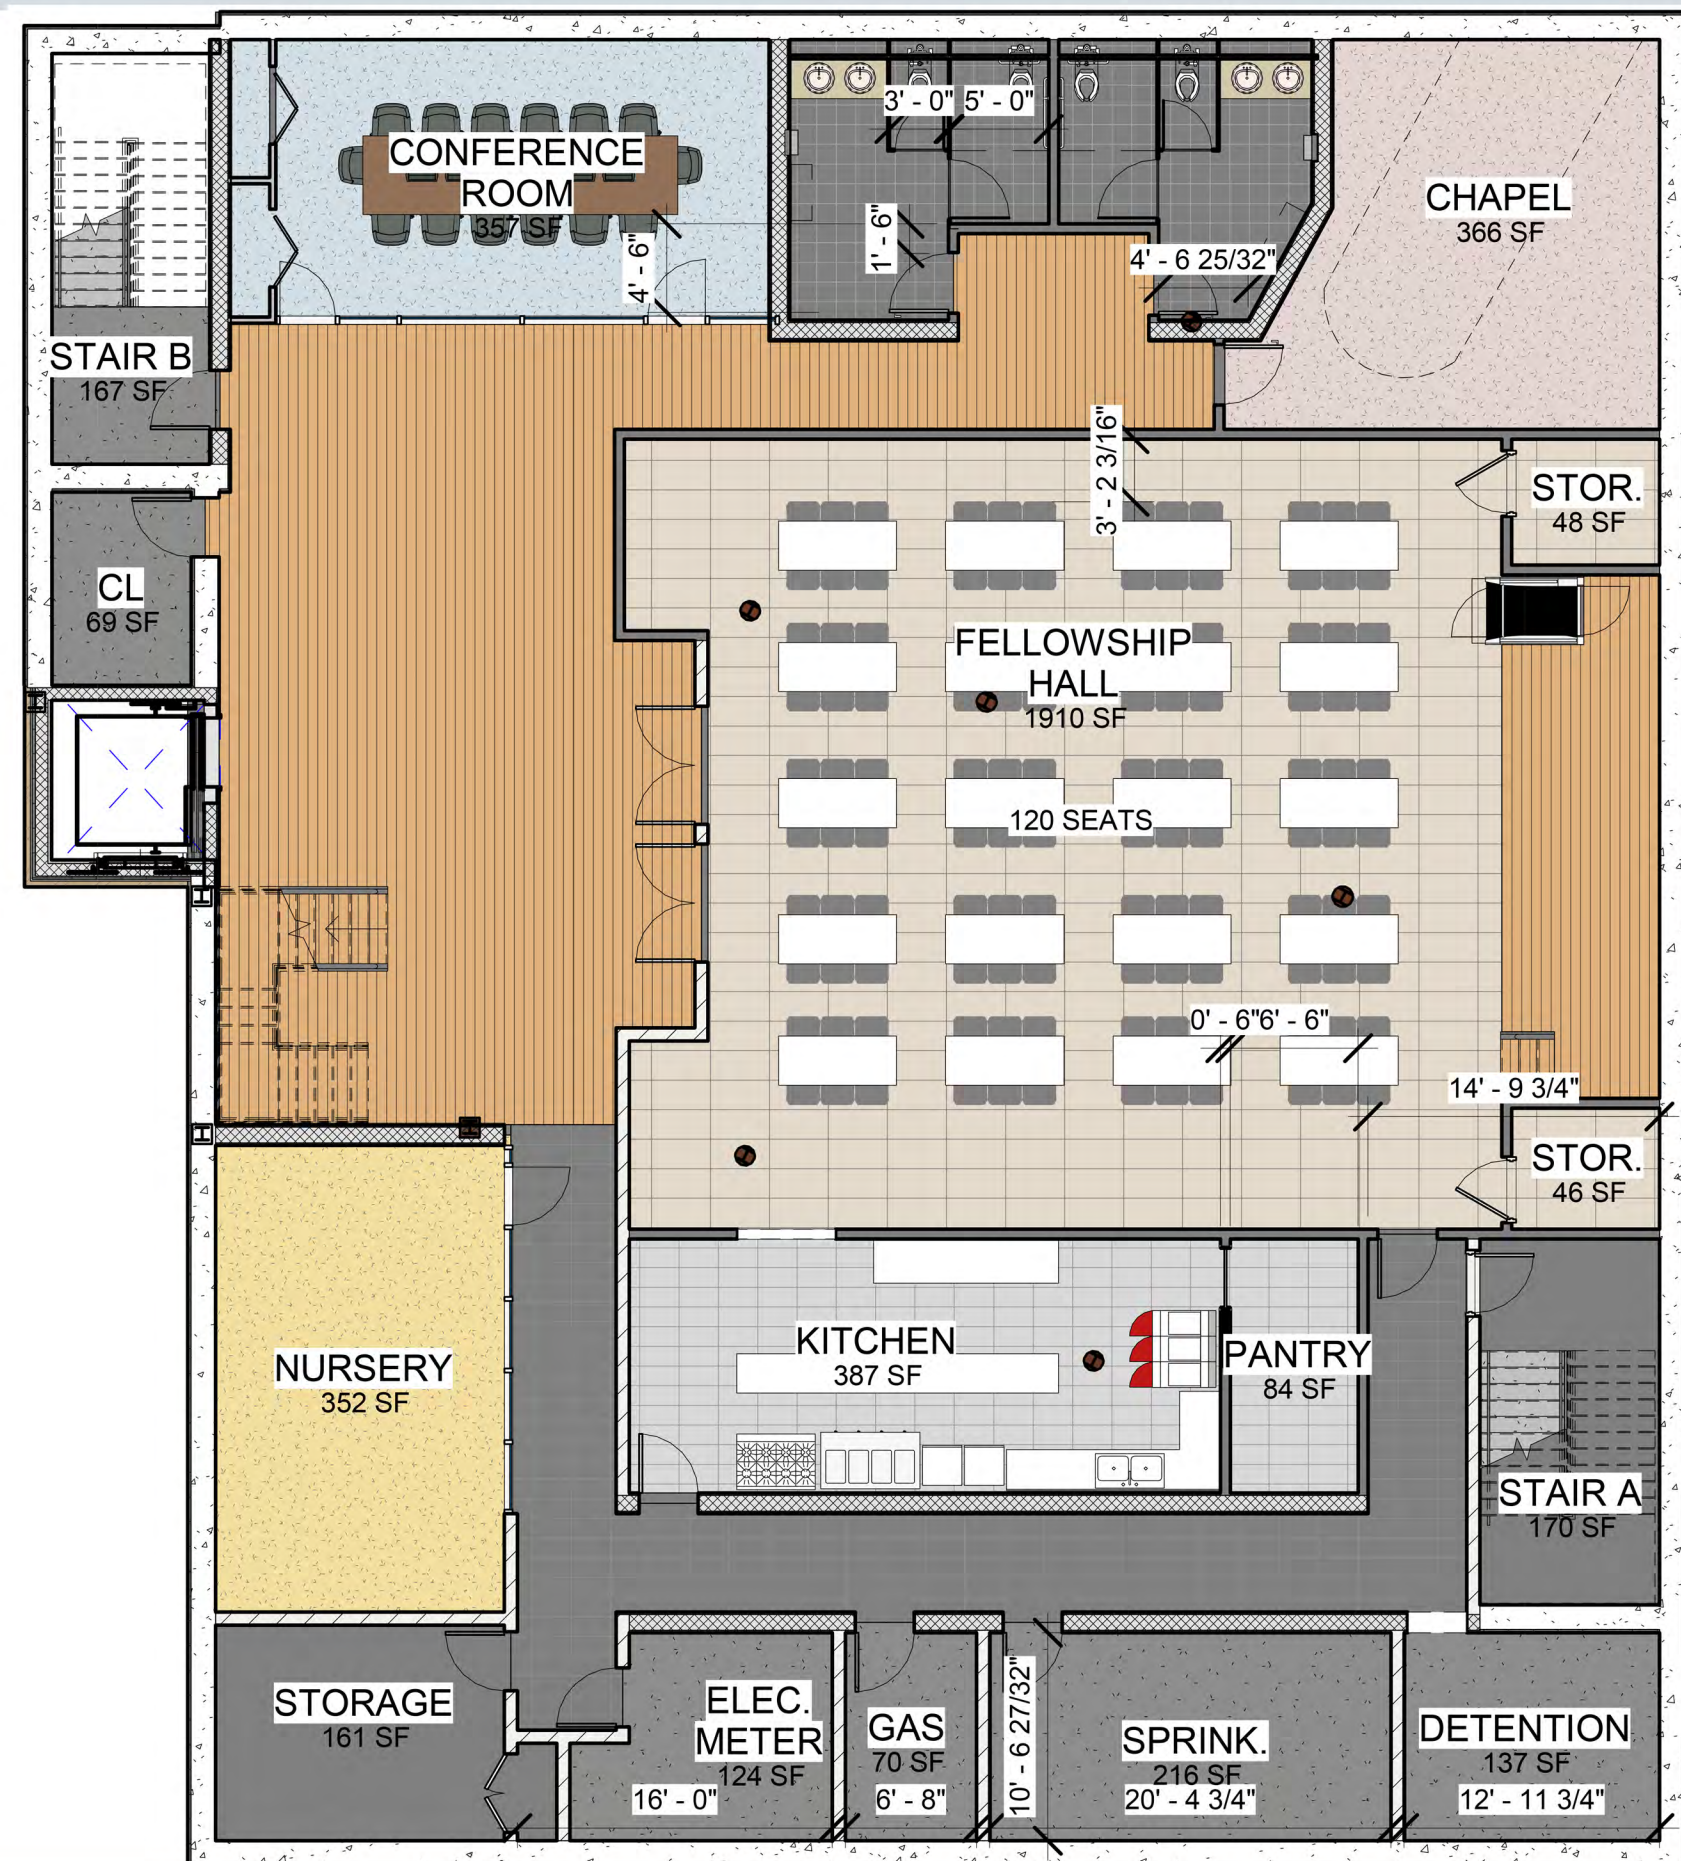 3' - 0"
5' - 0"
CONFERENCE
ROOM
357 SF
4' - 6"
1' - 6"
4' - 6 25/32"
CHAPEL
366 SF
STAIR B
167 SF
3' - 2 3/16"
STOR.
48 SF
CL
69 SF
FELLOWSHIP
HALL
1910 SF
120 SEATS
0' - 6"
6' - 6"
14' - 9 3/4"
STOR.
46 SF
NURSERY
352 SF
KITCHEN
387 SF
PANTRY
84 SF
STAIR A
170 SF
STORAGE
161 SF
ELEC.
METER
124 SF
16' - 0"
GAS
70 SF
6' - 8"
10' - 6 27/32"
SPRINK.
216 SF
20' - 4 3/4"
DETENTION
137 SF
12' - 11 3/4"